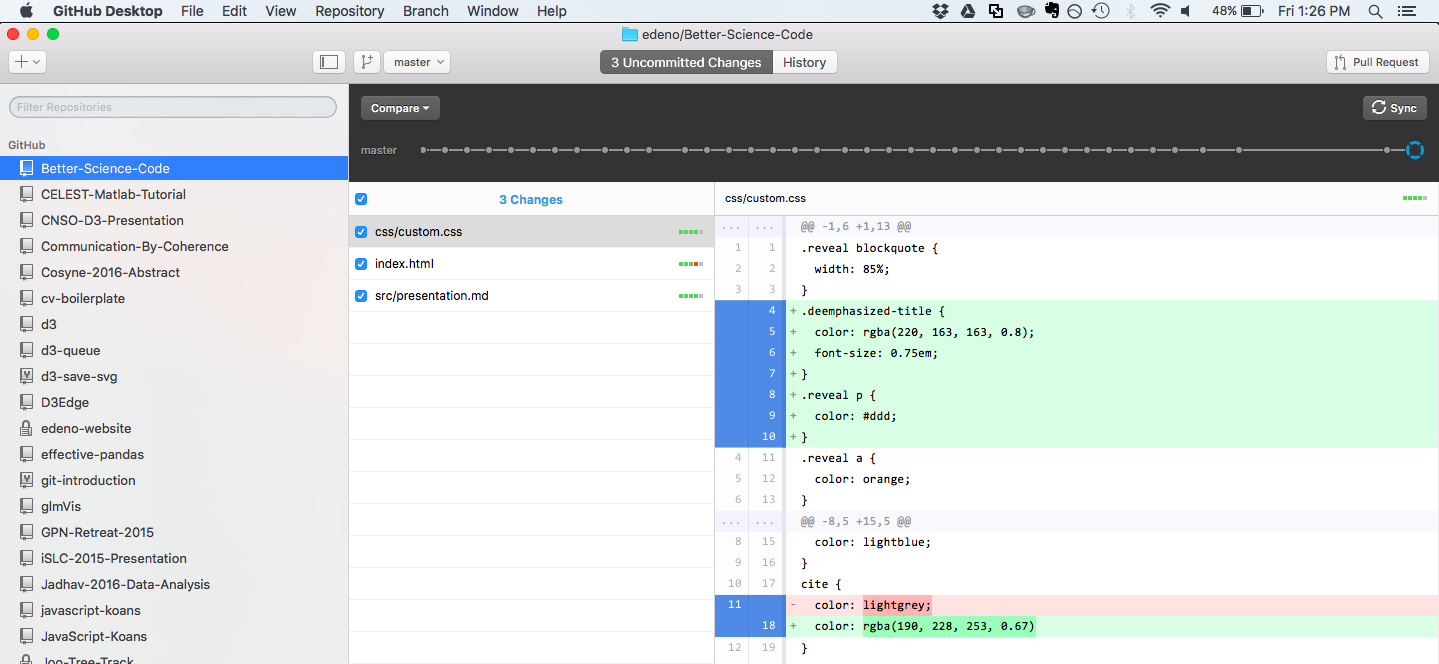 GitHub Desktop File Edit View Repository Branch Window Help 48% Fri 1:26 PM
edeno/Better-Science-Code
master 3 Uncommitted Changes History Pull Request
Filter Repositories
GitHub
Better-Science-Code
CELEST-Matlab-Tutorial
CNSO-D3-Presentation
Communication-By-Coherence
Cosyne-2016-Abstract
cv-boilerplate
d3
d3-queue
d3-save-svg
D3Edge
edeno-website
effective-pandas
git-introduction
glmVis
GPN-Retreat-2015
iSLC-2015-Presentation
Jadhav-2016-Data-Analysis
javascript-koans
JavaScript-Koans
Joo-Tree-Track
Compare Sync
master
3 Changes
css/custom.css
index.html
src/presentation.md
css/custom.css
... ... @@ -1,6 +1,13 @@
1 1 .reveal blockquote {
2 2 width: 85%;
3 3 }
4 + .deemphasized-title {
5 + color: rgba(220, 163, 163, 0.8);
6 + font-size: 0.75em;
7 + }
8 + .reveal p {
9 + color: #ddd;
10 + }
4 11 .reveal a {
5 12 color: orange;
6 13 }
... ... @@ -8,5 +15,5 @@
8 15 color: lightblue;
9 16 }
10 17 cite {
11 - color: lightgrey;
18 + color: rgba(190, 228, 253, 0.67)
12 19 }